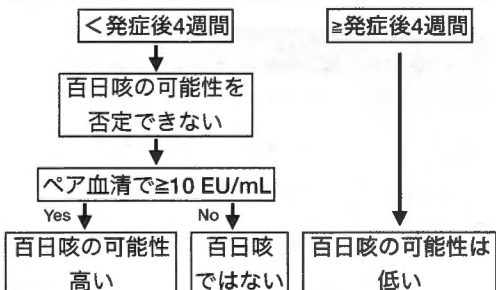 <発症後4週間
≧発症後4週間
百日咳の可能性を
否定できない
ペア血清で≧10 EU/mL
Yes
No
百日咳の可能性
高い
百日咳
ではない
百日咳の可能性は
低い